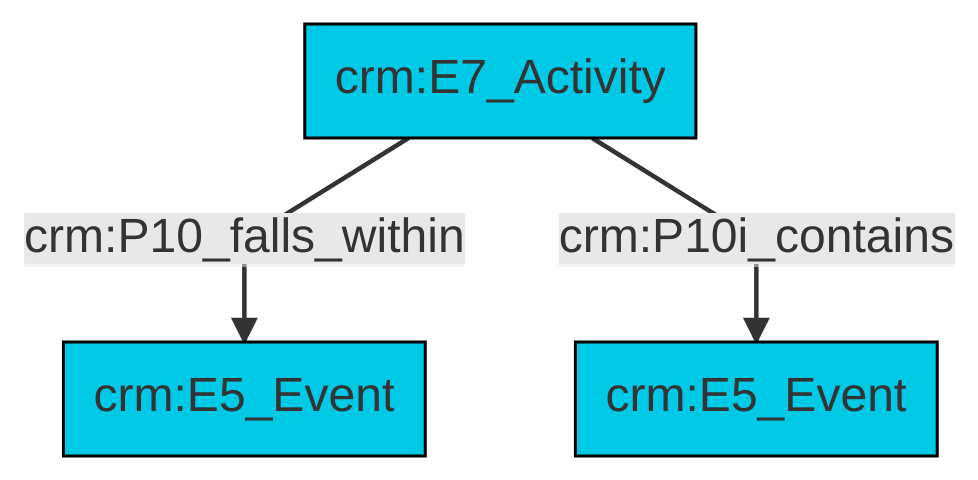 crm:E7_Activity
crm:P10_falls_within
crm:P10i_contains
crm:E5_Event
crm:E5_Event